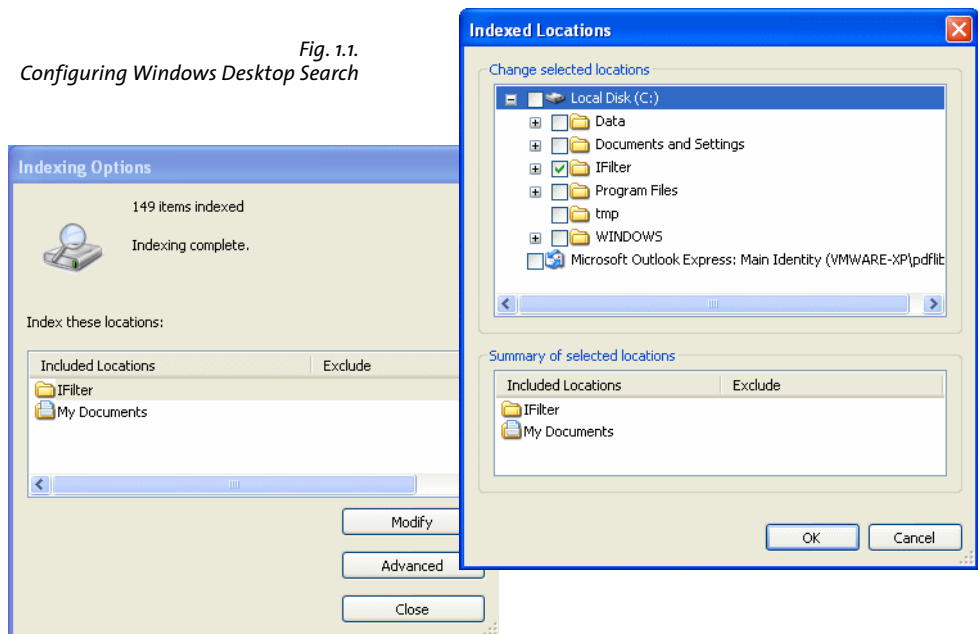 Fig. 1.1.
Configuring Windows Desktop Search
Indexing Options
149 items indexed
Indexing complete.
Index these locations:
Included Locations Exclude
IFilter
My Documents
Modify
Advanced
Close
Indexed Locations
Change selected locations
Local Disk (C:)
Data
Documents and Settings
IFilter
Program Files
tmp
WINDOWS
Microsoft Outlook Express: Main Identity (VMWARE-XP\pdflib
Summary of selected locations
Included Locations Exclude
IFilter
My Documents
OK Cancel